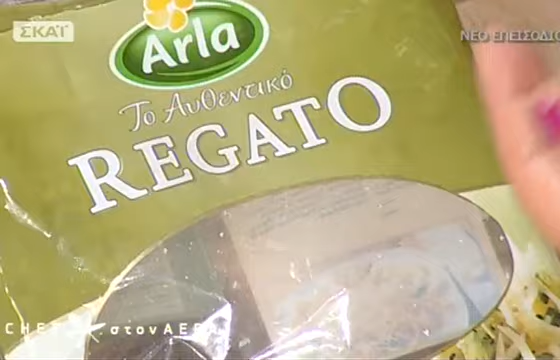 ΣΚΑΪ
ΝΕΟ ΕΠΕΙΣΟΔΙΟ
Arla
Το Αυθεντικό
REGATO
στον ΑΕΡΑ